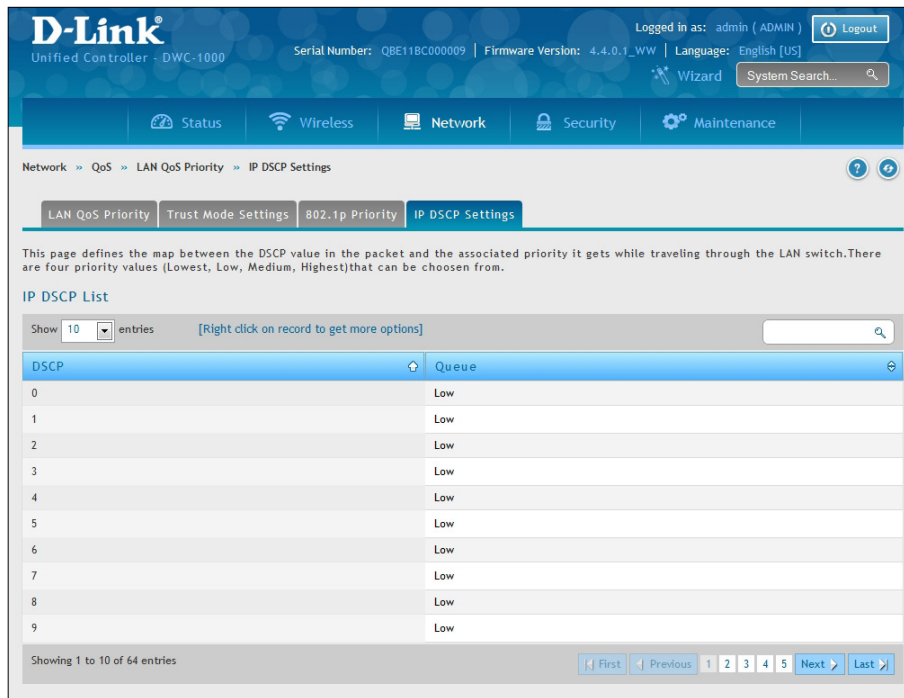 D-Link®
Unified Controller - DWC-1000
Logged in as: admin ( ADMIN )
Logout
Serial Number: QBE11BC000009 | Firmware Version: 4.4.0.1_WW | Language: English [US]
Wizard
System Search...
Status
Wireless
Network
Security
Maintenance
Network » QoS » LAN QoS Priority » IP DSCP Settings
?
LAN QoS Priority
Trust Mode Settings
802.1p Priority
IP DSCP Settings
This page defines the map between the DSCP value in the packet and the associated priority it gets while traveling through the LAN switch.There
are four priority values (Lowest, Low, Medium, Highest)that can be choosen from.
IP DSCP List
Show 10 entries
[Right click on record to get more options]
DSCP Queue
0 Low
1 Low
2 Low
3 Low
4 Low
5 Low
6 Low
7 Low
8 Low
9 Low
Showing 1 to 10 of 64 entries
First Previous 1 2 3 4 5 Next Last